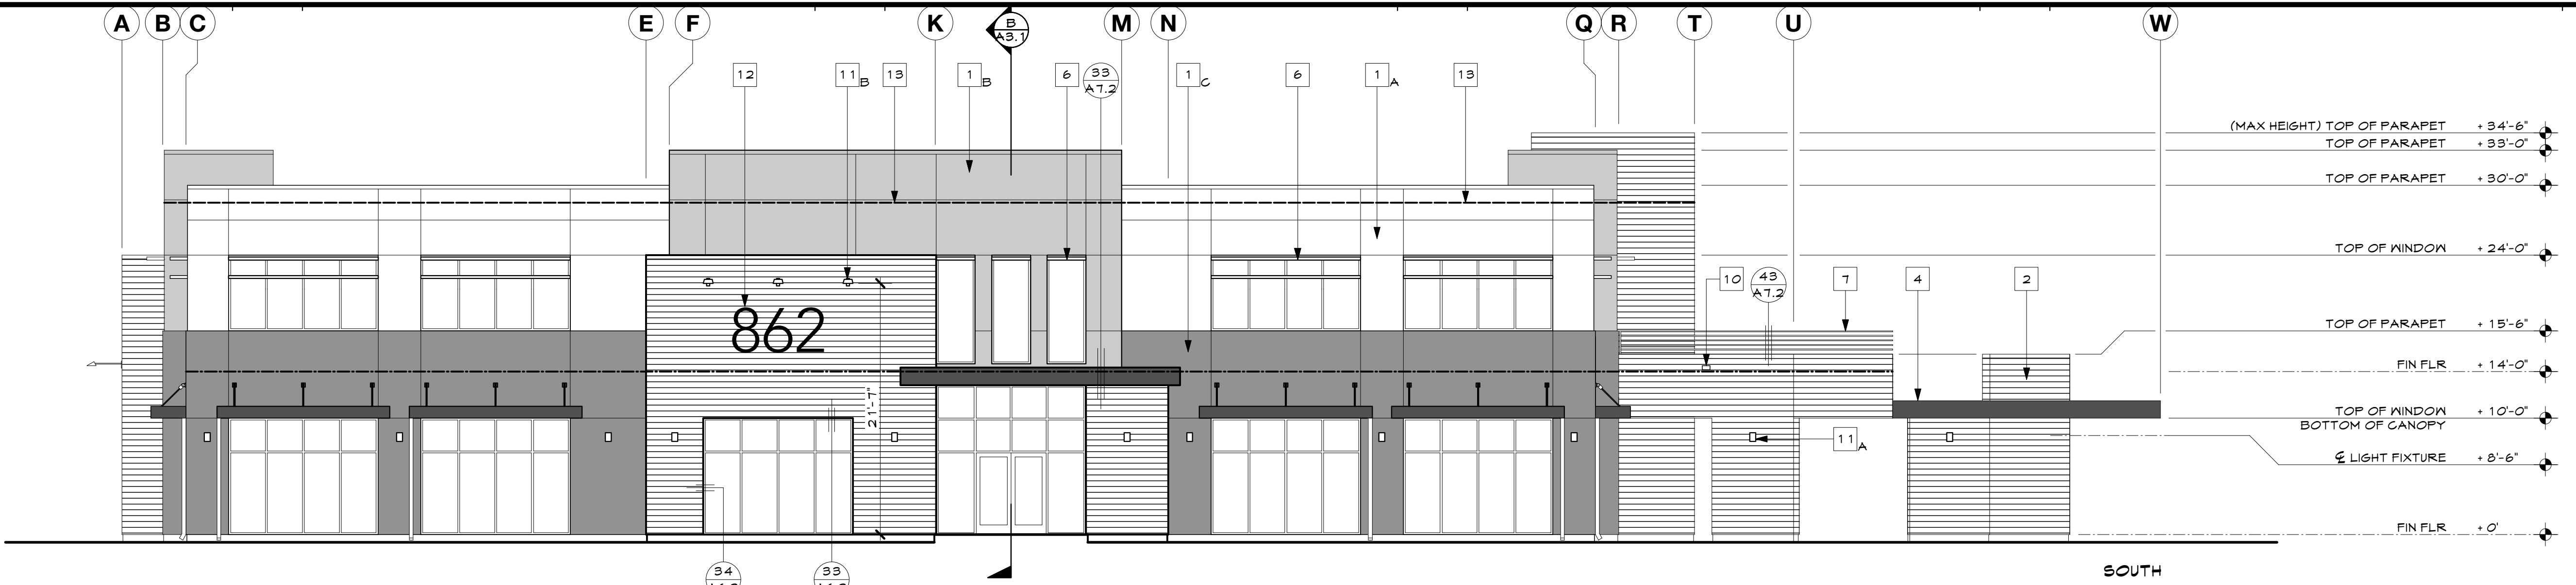 A B C E F K B M N Q R T U W
A3.1
12 11B 13 1B 6 33 1C 6 1A 13
A7.2
(MAX HEIGHT) TOP OF PARAPET + 34'-6"
TOP OF PARAPET + 33'-0"
TOP OF PARAPET + 30'-0"
TOP OF WINDOW + 24'-0"
10 43 7 4 2
A7.2
862
TOP OF PARAPET + 15'-6"
FIN FLR + 14'-0"
21'-7"
TOP OF WINDOW + 10'-0"
BOTTOM OF CANOPY
11A
℄ LIGHT FIXTURE + 8'-6"
FIN FLR + 0'
34 33
SOUTH